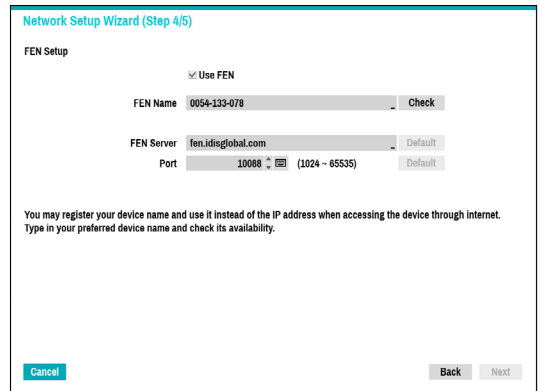 Network Setup Wizard (Step 4/5)
FEN Setup
Use FEN
FEN Name 0054-133-078 _ Check
FEN Server fen.idisglobal.com _ Default
Port 10088 (1024 ~ 65535) Default
You may register your device name and use it instead of the IP address when accessing the device through internet.
Type in your preferred device name and check its availability.
Cancel Back Next